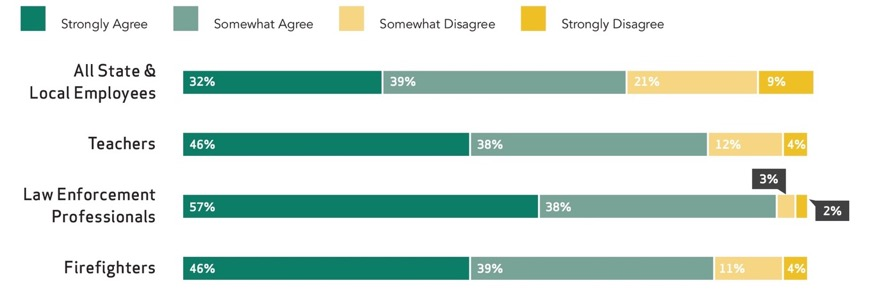 Strongly Agree Somewhat Agree Somewhat Disagree Strongly Disagree
All State &
Local Employees
32% 39% 21% 9%
Teachers
46% 38% 12% 4%
3%
Law Enforcement
Professionals
57% 38%
2%
Firefighters
46% 39% 11% 4%